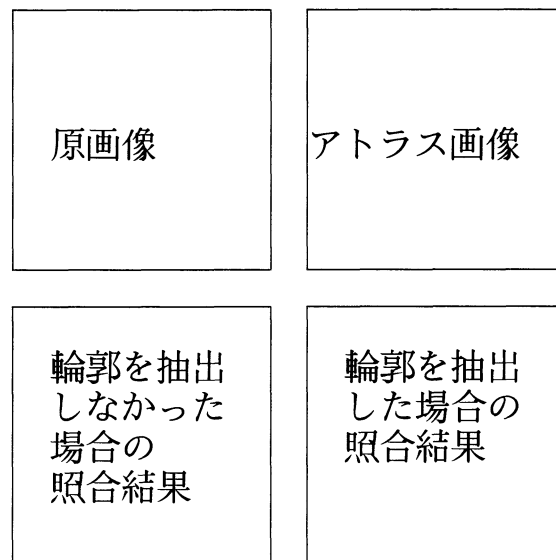 原画像
アトラス画像
輪郭を抽出
しなかった
場合の
照合結果
輪郭を抽出
した場合の
照合結果